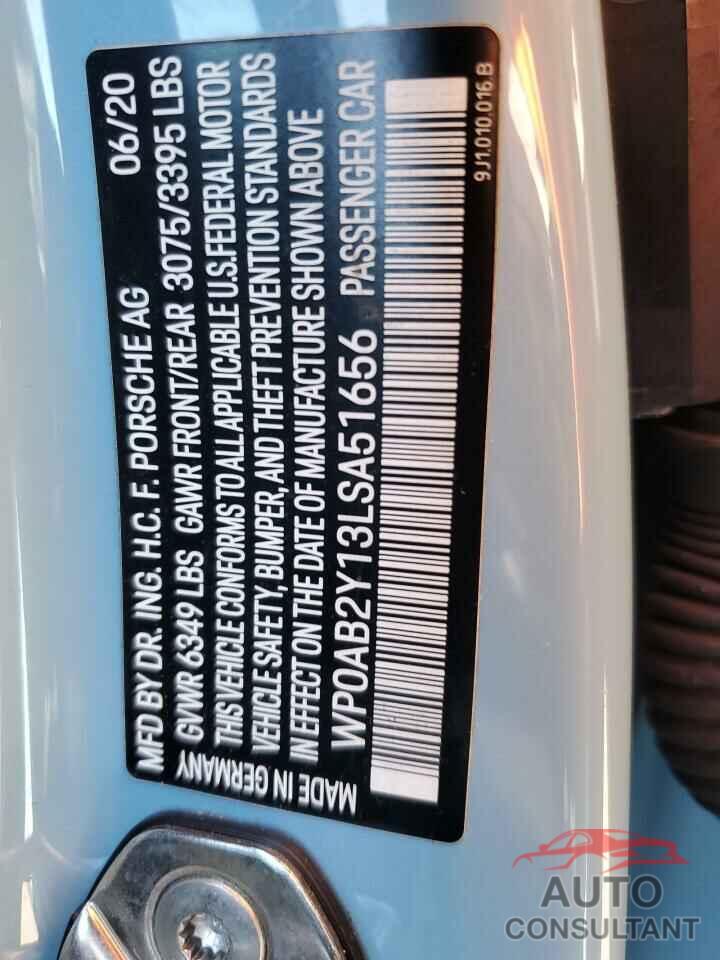 MFD BY DR. ING. H.C. F. PORSCHE AG 06/20
GVWR 6349 LBS GAWR FRONT/REAR 3075/3395 LBS
THIS VEHICLE CONFORMS TO ALL APPLICABLE U.S.FEDERAL MOTOR
VEHICLE SAFETY, BUMPER, AND THEFT PREVENTION STANDARDS
IN EFFECT ON THE DATE OF MANUFACTURE SHOWN ABOVE
WP0AB2Y13LSA51656 PASSENGER CAR
MADE IN GERMANY
9J1.010.016.B
AUTO
CONSULTANT